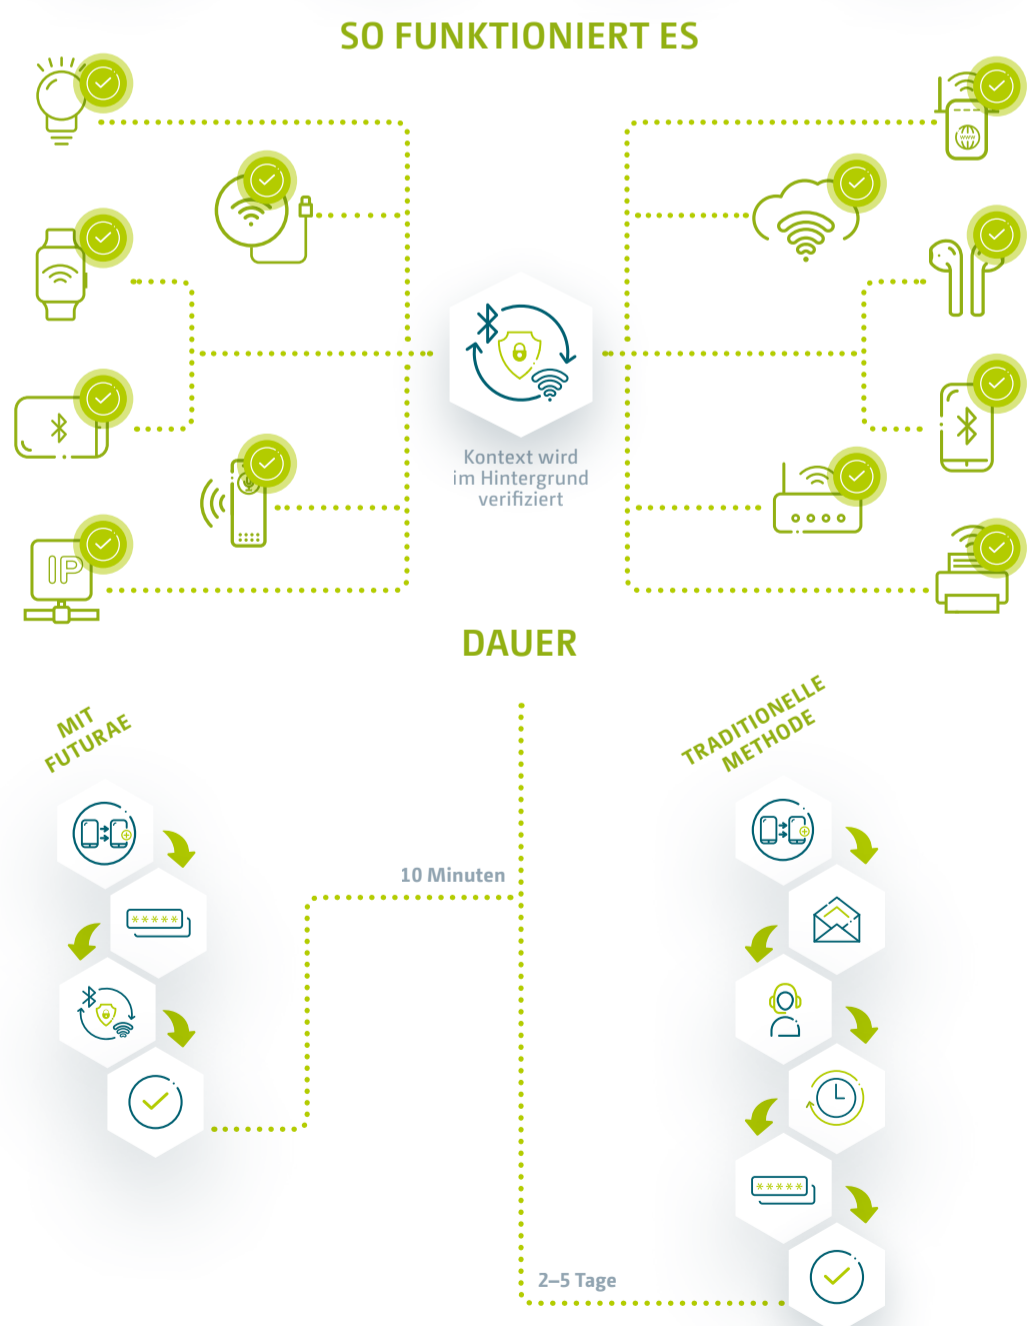 SO FUNKTIONIERT ES
www
IP
Kontext wird
im Hintergrund
verifiziert
DAUER
MIT
FUTURAE
TRADITIONELLE
METHODE
10 Minuten
*****
*****
2–5 Tage